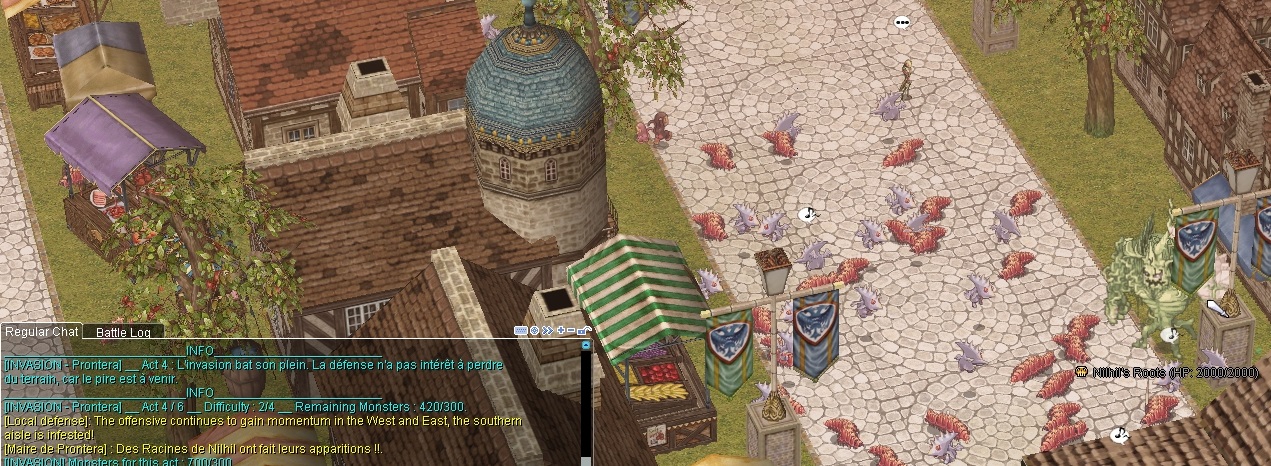 Regular Chat
Battle Log
INFO
[INVASION - Prontera] __ Act 4 : L'invasion bat son plein. La défense n'a pas intérêt à perdre
du terrain, car le pire est à venir.
INFO
[INVASION - Prontera] __ Act 4 / 6 __ Difficulty : 2/4 __ Remaining Monsters : 420/300.
[Local defense]: The offensive continues to gain momentum in the West and East, the southern
aisle is infested!
[Maire de Prontera] : Des Racines de Nilhil ont fait leurs apparitions !!.
[INVASION] Monsters for this act : 700/300
Nilhil's Roots (HP: 2000/2000)